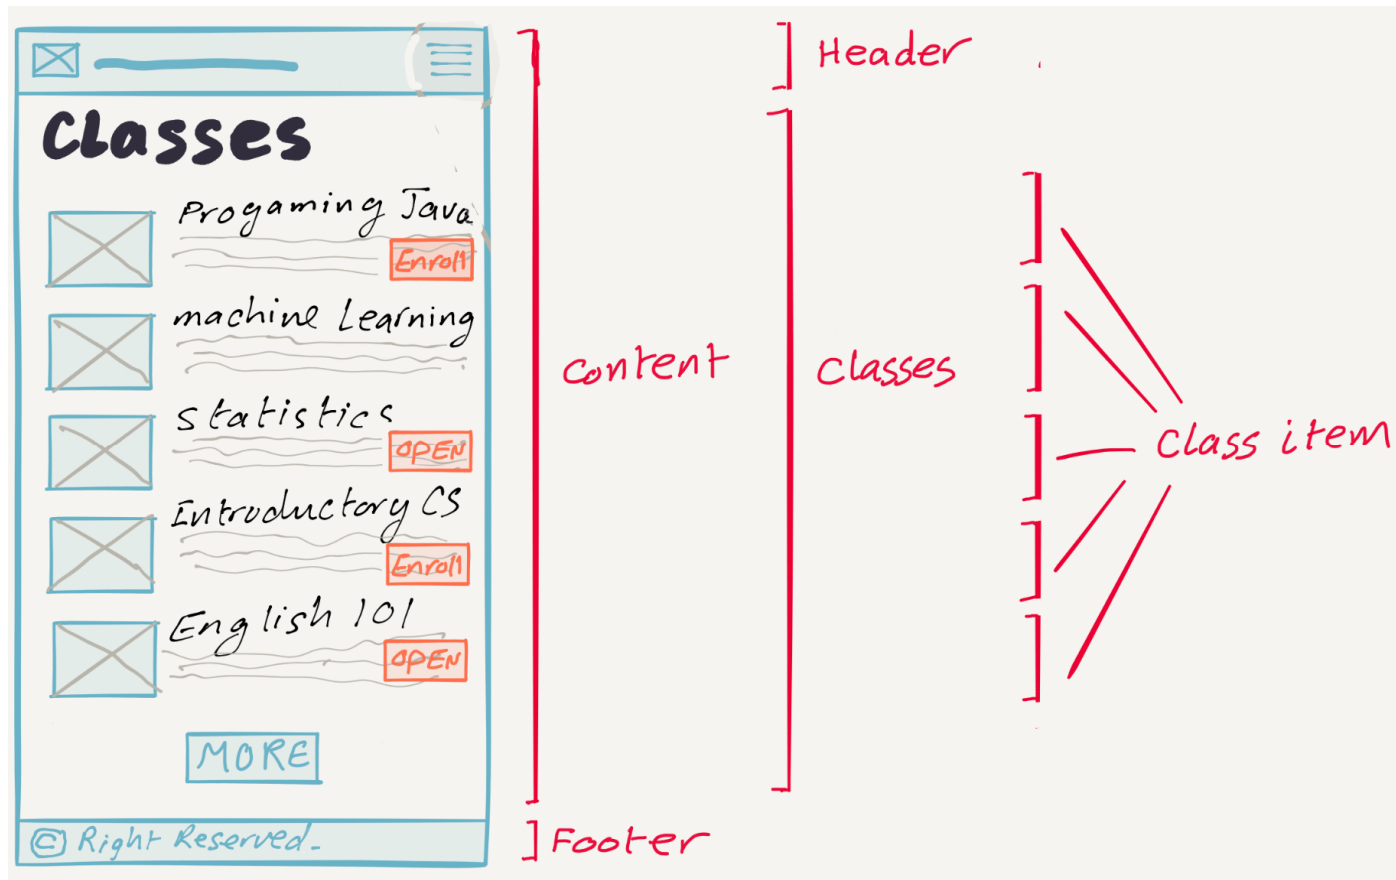 Classes
Progaming Java
Enroll
machine Learning
Statistics
OPEN
Introductory CS
Enroll
English 101
OPEN
MORE
© Right Reserved.
Header
Content
Classes
Class item
Footer